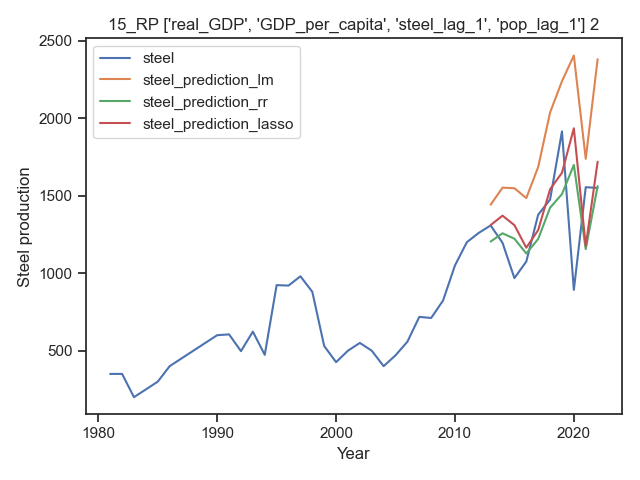 15_RP ['real_GDP', 'GDP_per_capita', 'steel_lag_1', 'pop_lag_1'] 2
2500
2000
1500
1000
500
Steel production
steel
steel_prediction_lm
steel_prediction_rr
steel_prediction_lasso
1980 1990 2000 2010 2020
Year